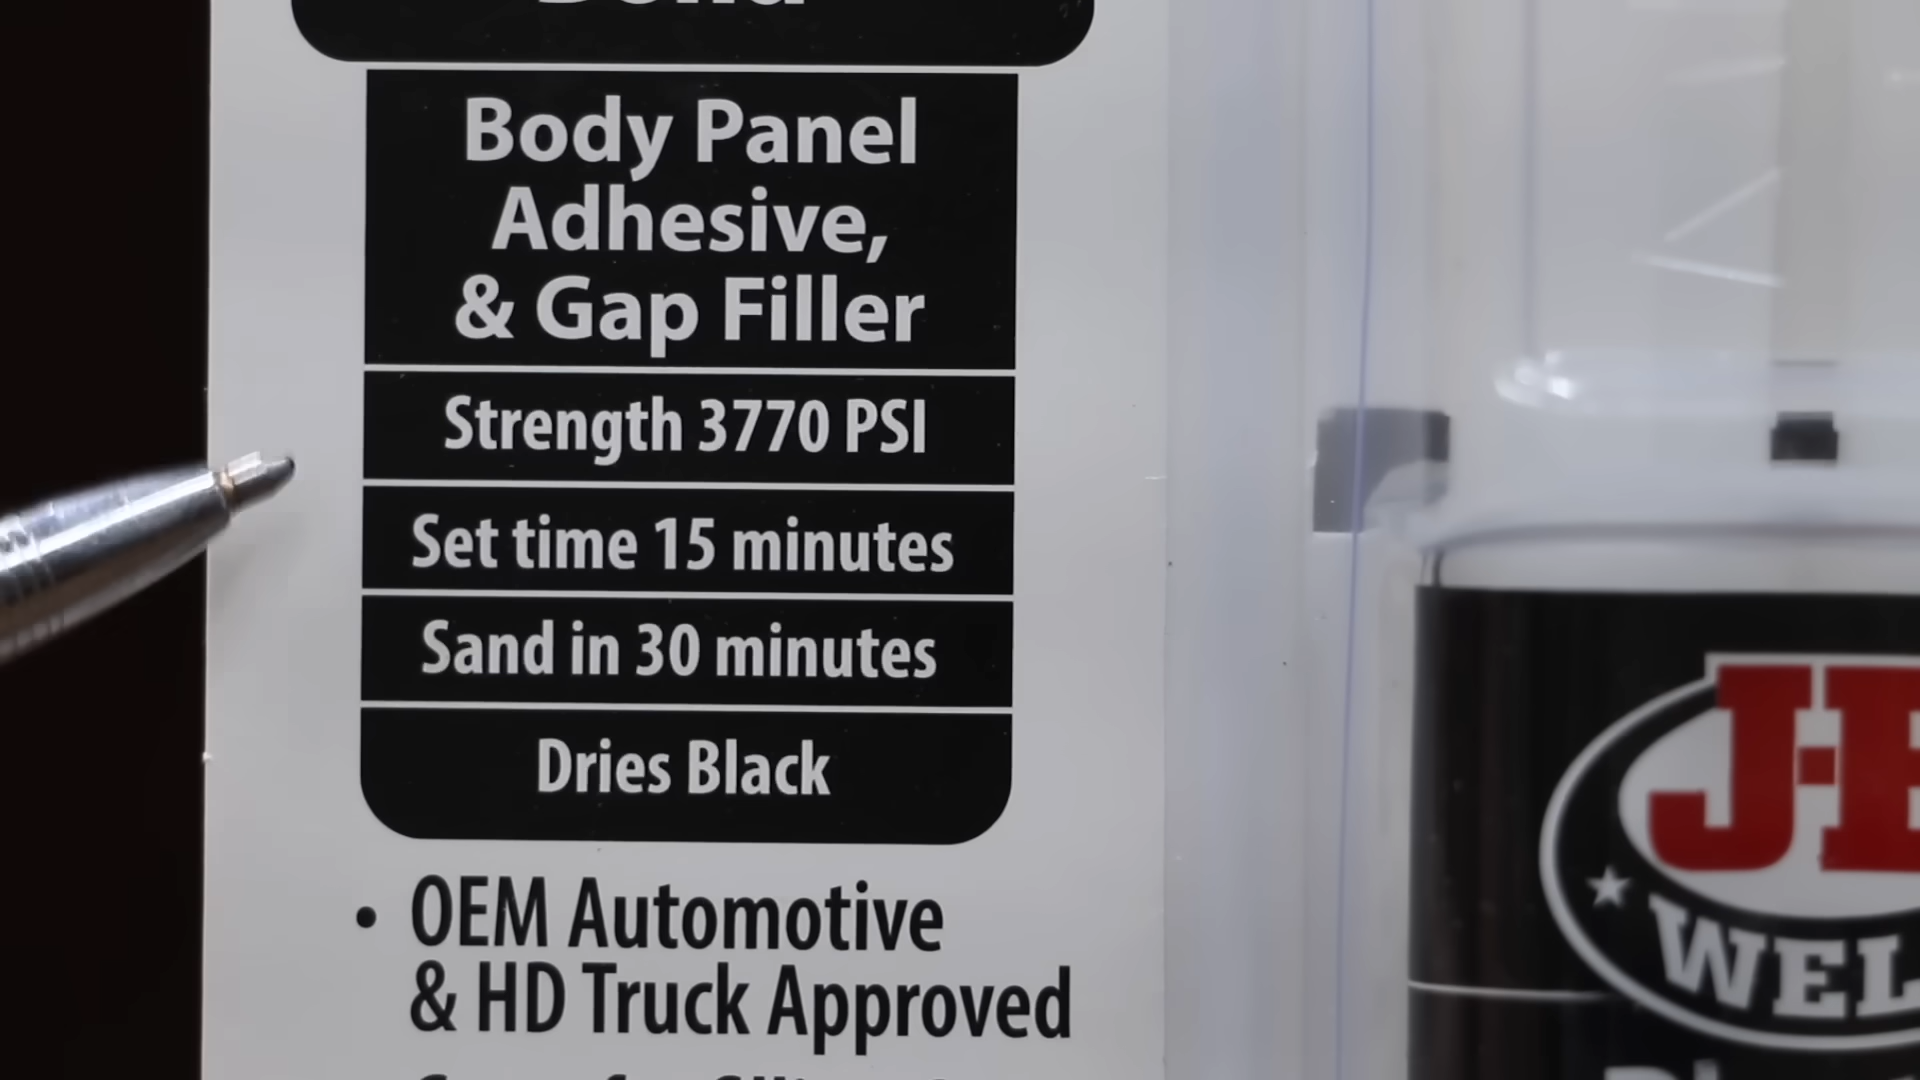 Body Panel
Adhesive,
& Gap Filler
Strength 3770 PSI
Set time 15 minutes
Sand in 30 minutes
Dries Black
• OEM Automotive
& HD Truck Approved
J-B
WEL